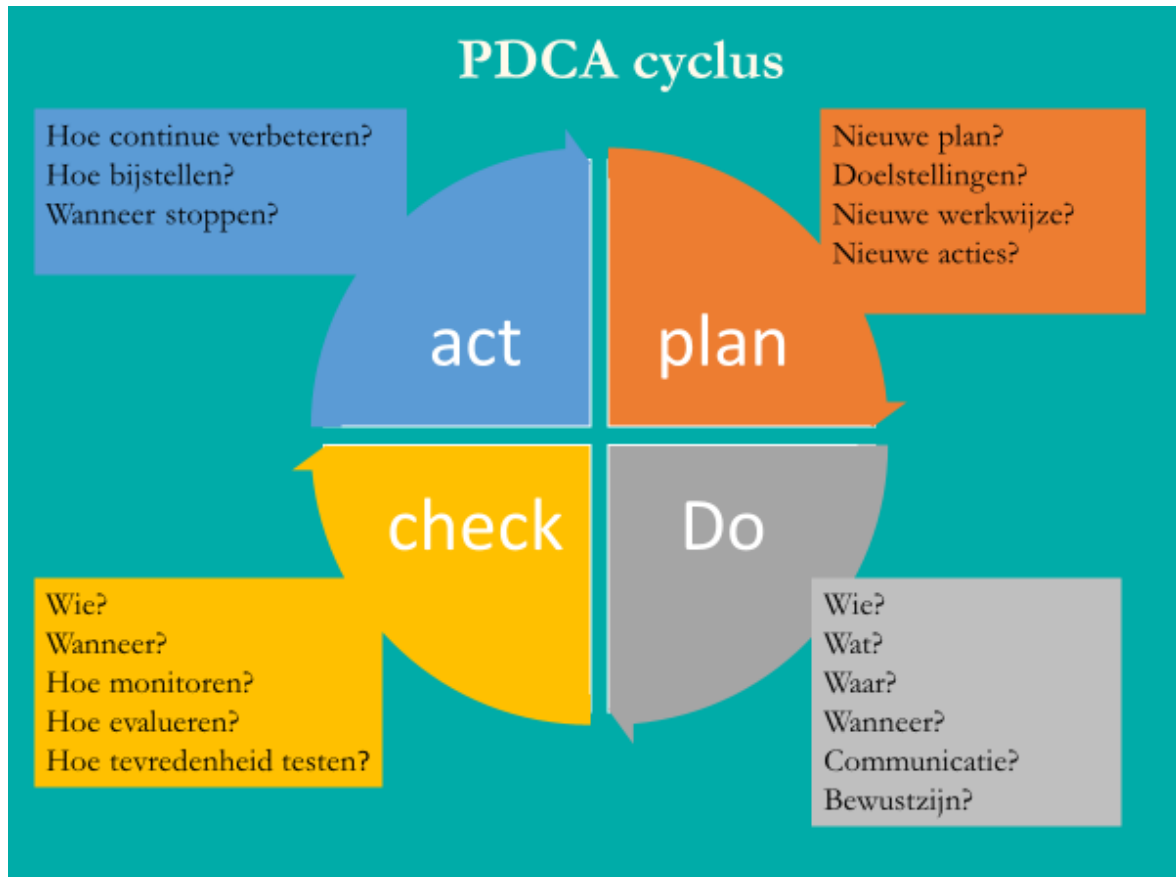 PDCA cyclus
Hoe continue verbeteren?
Hoe bijstellen?
Wanneer stoppen?
Nieuwe plan?
Doelstellingen?
Nieuwe werkwijze?
Nieuwe acties?
act
plan
check
Do
Wie?
Wanneer?
Hoe monitoren?
Hoe evalueren?
Hoe tevredenheid testen?
Wie?
Wat?
Waar?
Wanneer?
Communicatie?
Bewustzijn?